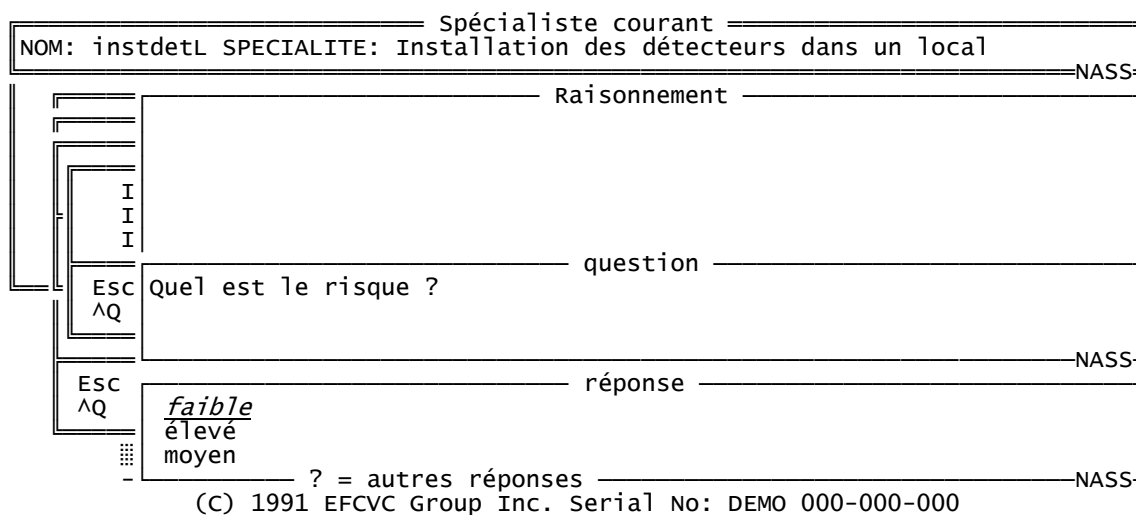 Spécialiste courant
NOM: instdetL SPECIALITE: Installation des détecteurs dans un local
NASS
Raisonnement
I
I
I
question
Esc Quel est le risque ?
^Q
NASS
Esc réponse
^Q faible
élevé
moyen
? = autres réponses NASS
(C) 1991 EFCVC Group Inc. Serial No: DEMO 000-000-000